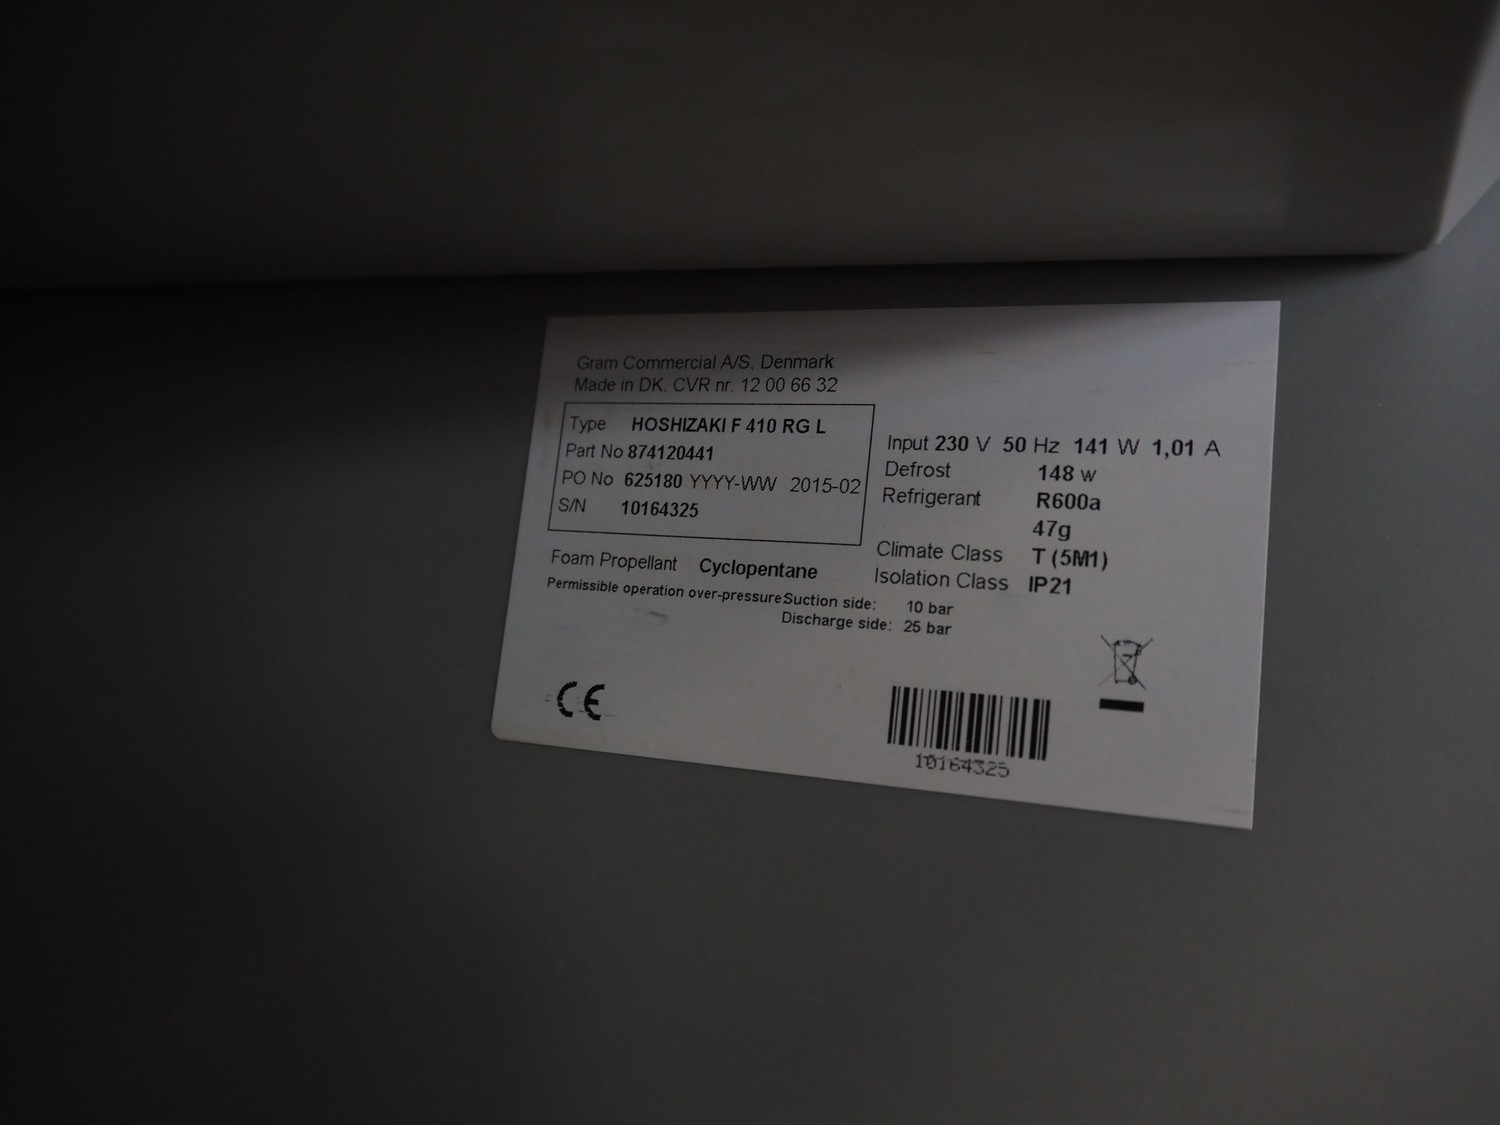 Gram Commercial A/S, Denmark
Made in DK. CVR nr. 12 00 66 32
Type HOSHIZAKI F 410 RG L
Part No 874120441
PO No 625180 YYYY-WW 2015-02
S/N 10164325
Input 230 V 50 Hz 141 W 1,01 A
Defrost 148 w
Refrigerant R600a
47g
Climate Class T (5M1)
Isolation Class IP21
Foam Propellant Cyclopentane
Permissible operation over-pressure Suction side: 10 bar
Discharge side: 25 bar
CE
10164325